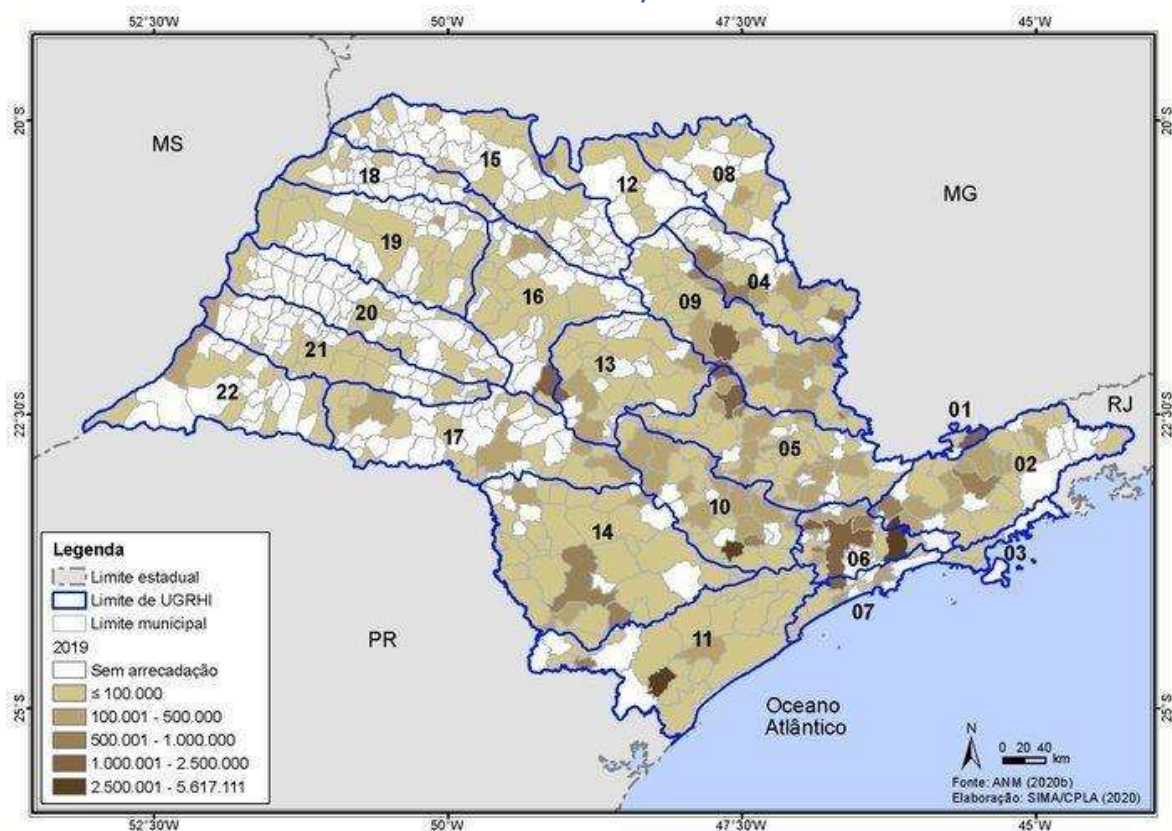 52°30'W 50°W 47°30'W 45°W
20°S 20°S
MS
MG
15
18
12
08
19
04
16
09
20
13
21
22
01
RJ
22°30'S 22°30'S
17
05
02
10
14
06
03
07
11
PR
25°S 25°S
Oceano
Atlântico
Legenda
Limite estadual
Limite de UGRHI
Limite municipal
2019
Sem arrecadação
≤ 100.000
100.001 - 500.000
500.001 - 1.000.000
1.000.001 - 2.500.000
2.500.001 - 5.617.111
N
0 20 40
km
Fonte: ANM (2020b)
Elaboração: SIMA/CPLA (2020)
52°30'W 50°W 47°30'W 45°W